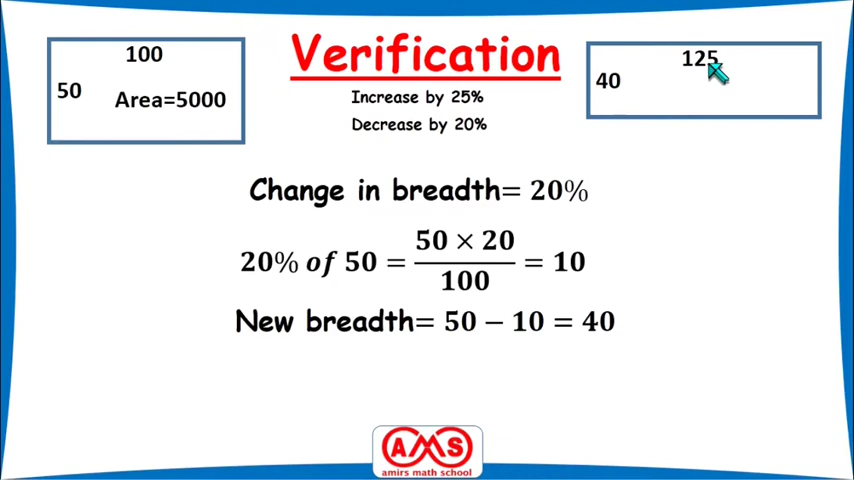 Verification
100
50
Area=5000
125
40
Increase by 25%
Decrease by 20%
Change in breadth= 20%
20% of 50 = \frac{50 × 20}{100} = 10
New breadth= 50 − 10 = 40
AMS
amirs math school